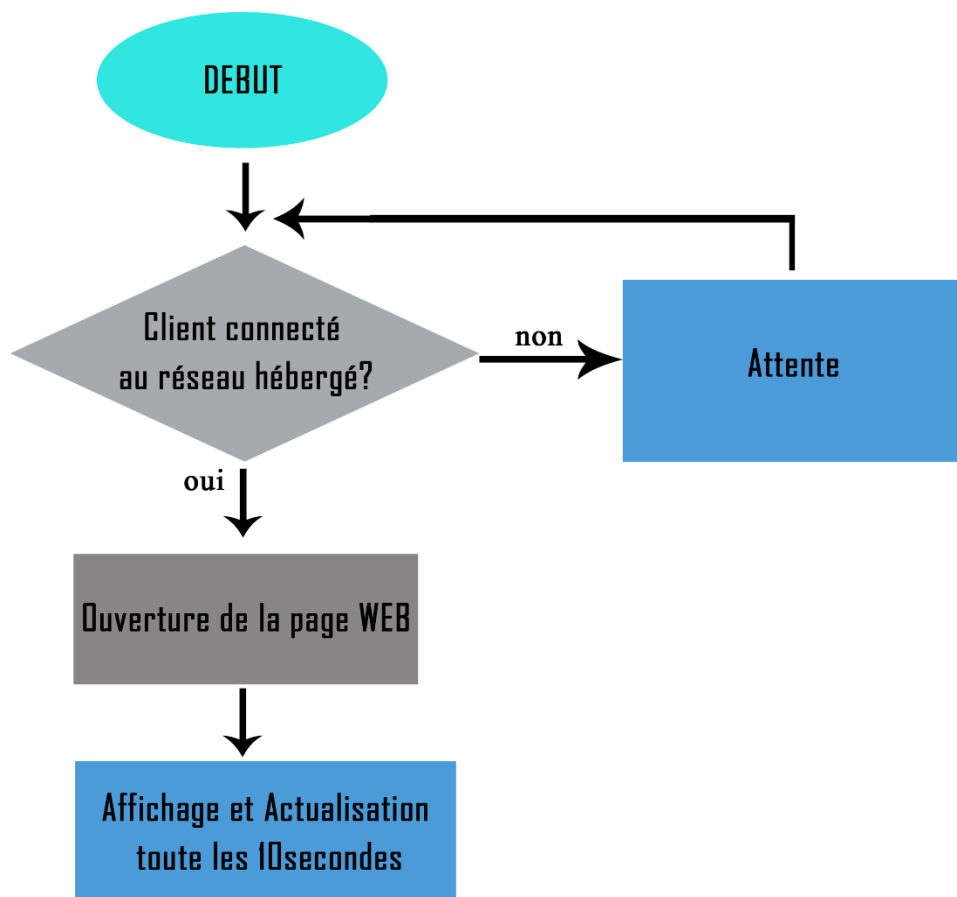 DEBUT
Client connecté
au réseau hébergé?
non
Attente
oui
Ouverture de la page WEB
Affichage et Actualisation
toute les 10secondes